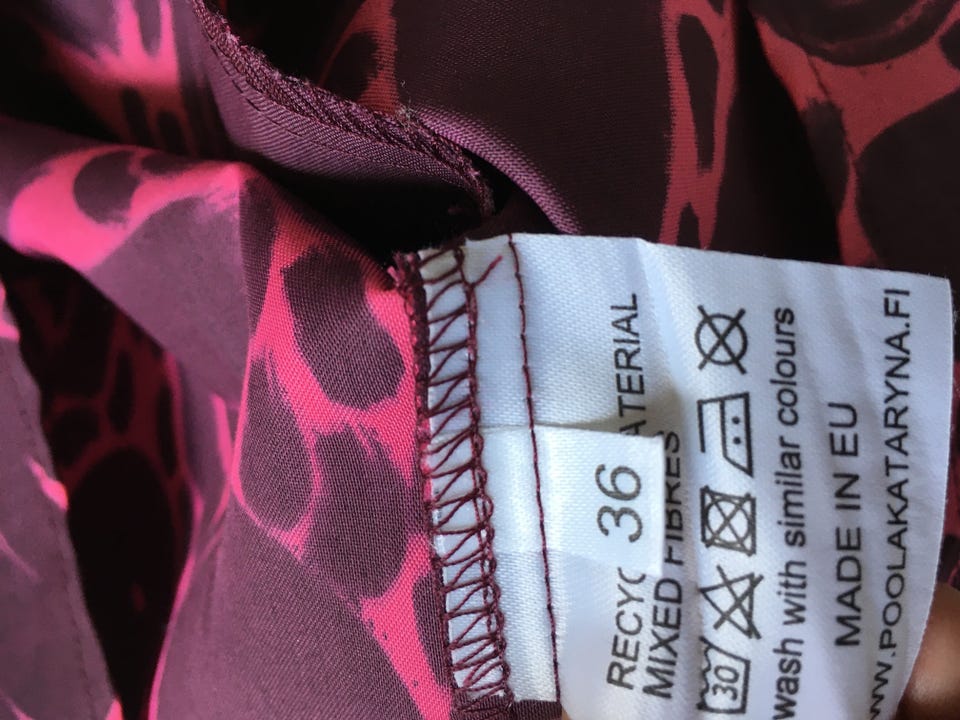 36
RECYC ATERIAL
MIXED FIBRES
30
wash with similar colours
MADE IN EU
WWW.POOLAKATARYNA.FI